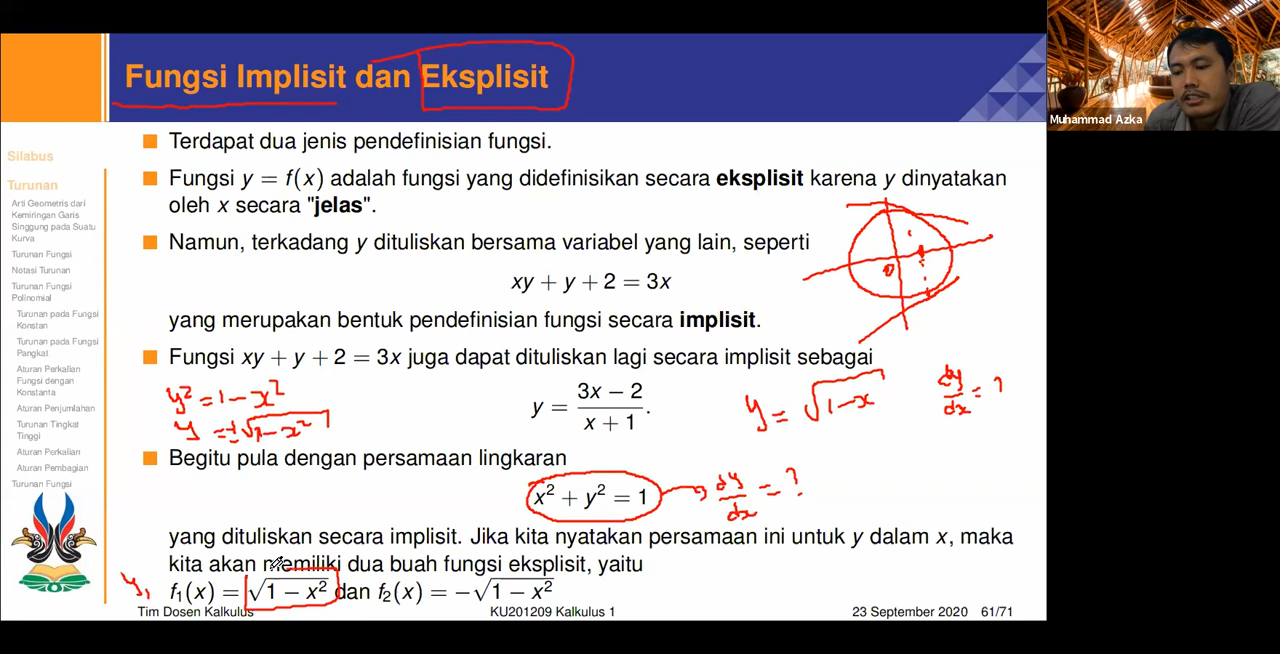 Fungsi Implisit dan Eksplisit
Muhammad Azka
Silabus
Turunan
Arti Geometris dari
Kemiringan Garis
Singgung pada Suatu
Kurva
Turunan Fungsi
Notasi Turunan
Turunan Fungsi
Polinomial
Turunan pada Fungsi
Konstan
Turunan pada Fungsi
Pangkat
Aturan Perkalian
Fungsi dengan
Konstanta
Aturan Penjumlahan
Turunan Tingkat
Tinggi
Aturan Perkalian
Aturan Pembagian
Turunan Fungsi
Terdapat dua jenis pendefinisian fungsi.
Fungsi y = f(x) adalah fungsi yang didefinisikan secara eksplisit karena y dinyatakan
oleh x secara "jelas".
Namun, terkadang y dituliskan bersama variabel yang lain, seperti
xy + y + 2 = 3x
yang merupakan bentuk pendefinisian fungsi secara implisit.
Fungsi xy + y + 2 = 3x juga dapat dituliskan lagi secara implisit sebagai
y² = 1 − x²
y = ±√1 − x²
y = (3x − 2)/(x + 1).
y = √1 − x
dy/dx = ?
Begitu pula dengan persamaan lingkaran
x² + y² = 1
dy/dx = ?
yang dituliskan secara implisit. Jika kita nyatakan persamaan ini untuk y dalam x, maka
kita akan memiliki dua buah fungsi eksplisit, yaitu
y₁
f₁(x) = √1 − x² dan f₂(x) = −√1 − x²
Tim Dosen Kalkulus
KU201209 Kalkulus 1
23 September 2020 61/71